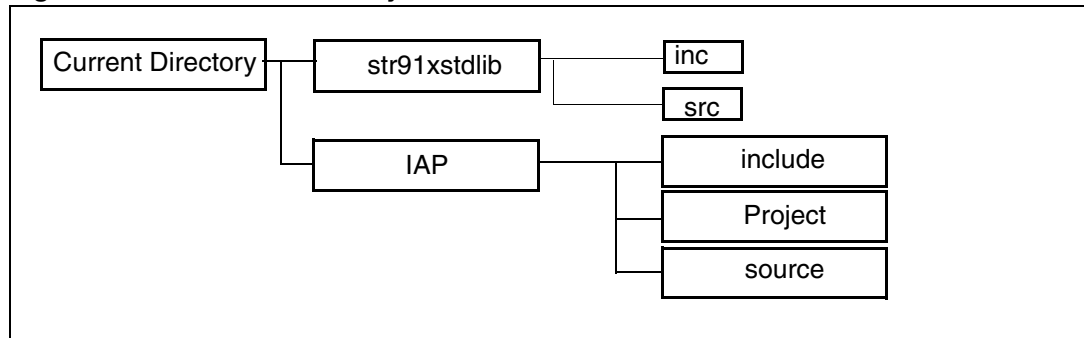 Current Directory
str91xstdlib
inc
src
IAP
include
Project
source